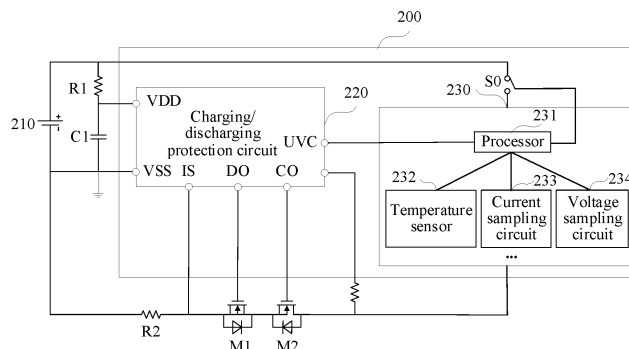 200
R1
S0
VDD
220
230
231
210
Charging/
discharging
protection circuit
UVC
Processor
C1
VSS
IS
DO
CO
232
233
234
Temperature
sensor
Current
sampling
circuit
Voltage
sampling
circuit
...
R2
M1
M2